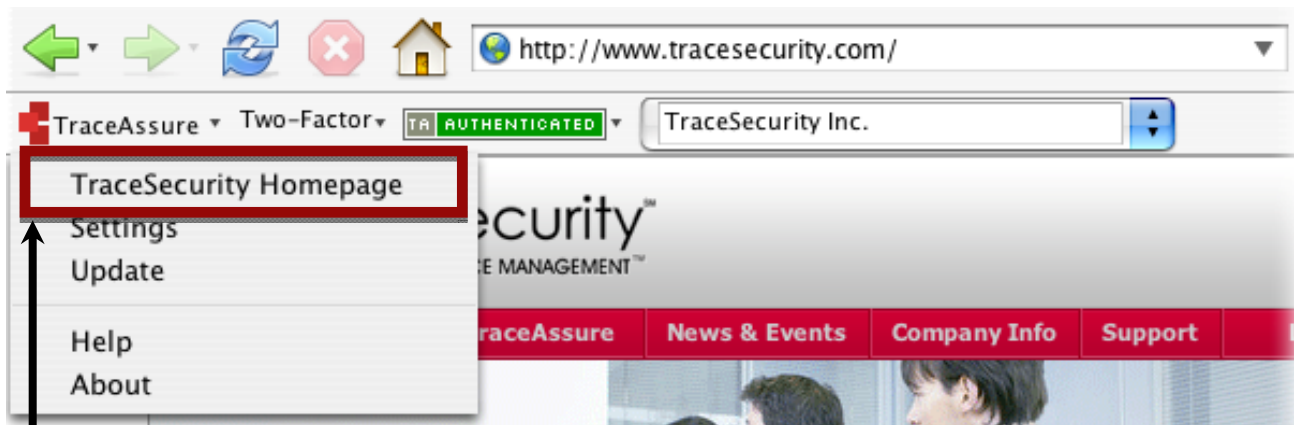 http://www.tracesecurity.com/
TraceAssure Two-Factor TA AUTHENTICATED TraceSecurity Inc.
TraceSecurity Homepage
Settings
Update
Help
About
ecurity℠
CE MANAGEMENT™
TraceAssure News & Events Company Info Support